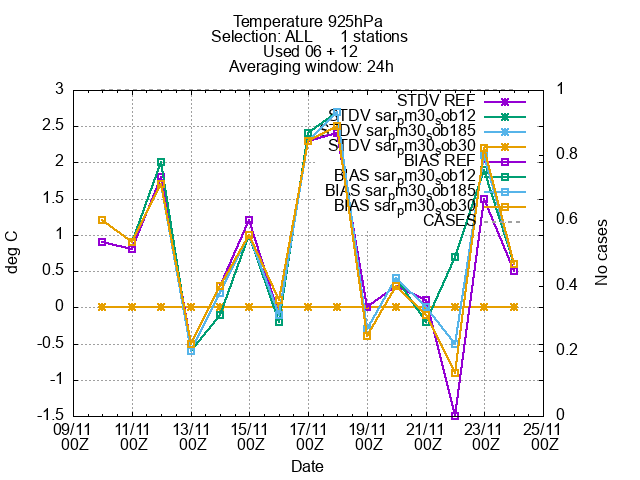 Temperature 925hPa
Selection: ALL 1 stations
Used 06 + 12
Averaging window: 24h
STDV REF
STDV sar_pm30_sob12
STDV sar_pm30_sob185
STDV sar_pm30_sob30
BIAS REF
BIAS sar_pm30_sob12
BIAS sar_pm30_sob185
BIAS sar_pm30_sob30
CASES
3
2.5
2
1.5
1
0.5
0
-0.5
-1
-1.5
deg C
1
0.8
0.6
0.4
0.2
0
No cases
09/11 11/11 13/11 15/11 17/11 19/11 21/11 23/11 25/11
00Z 00Z 00Z 00Z 00Z 00Z 00Z 00Z 00Z
Date